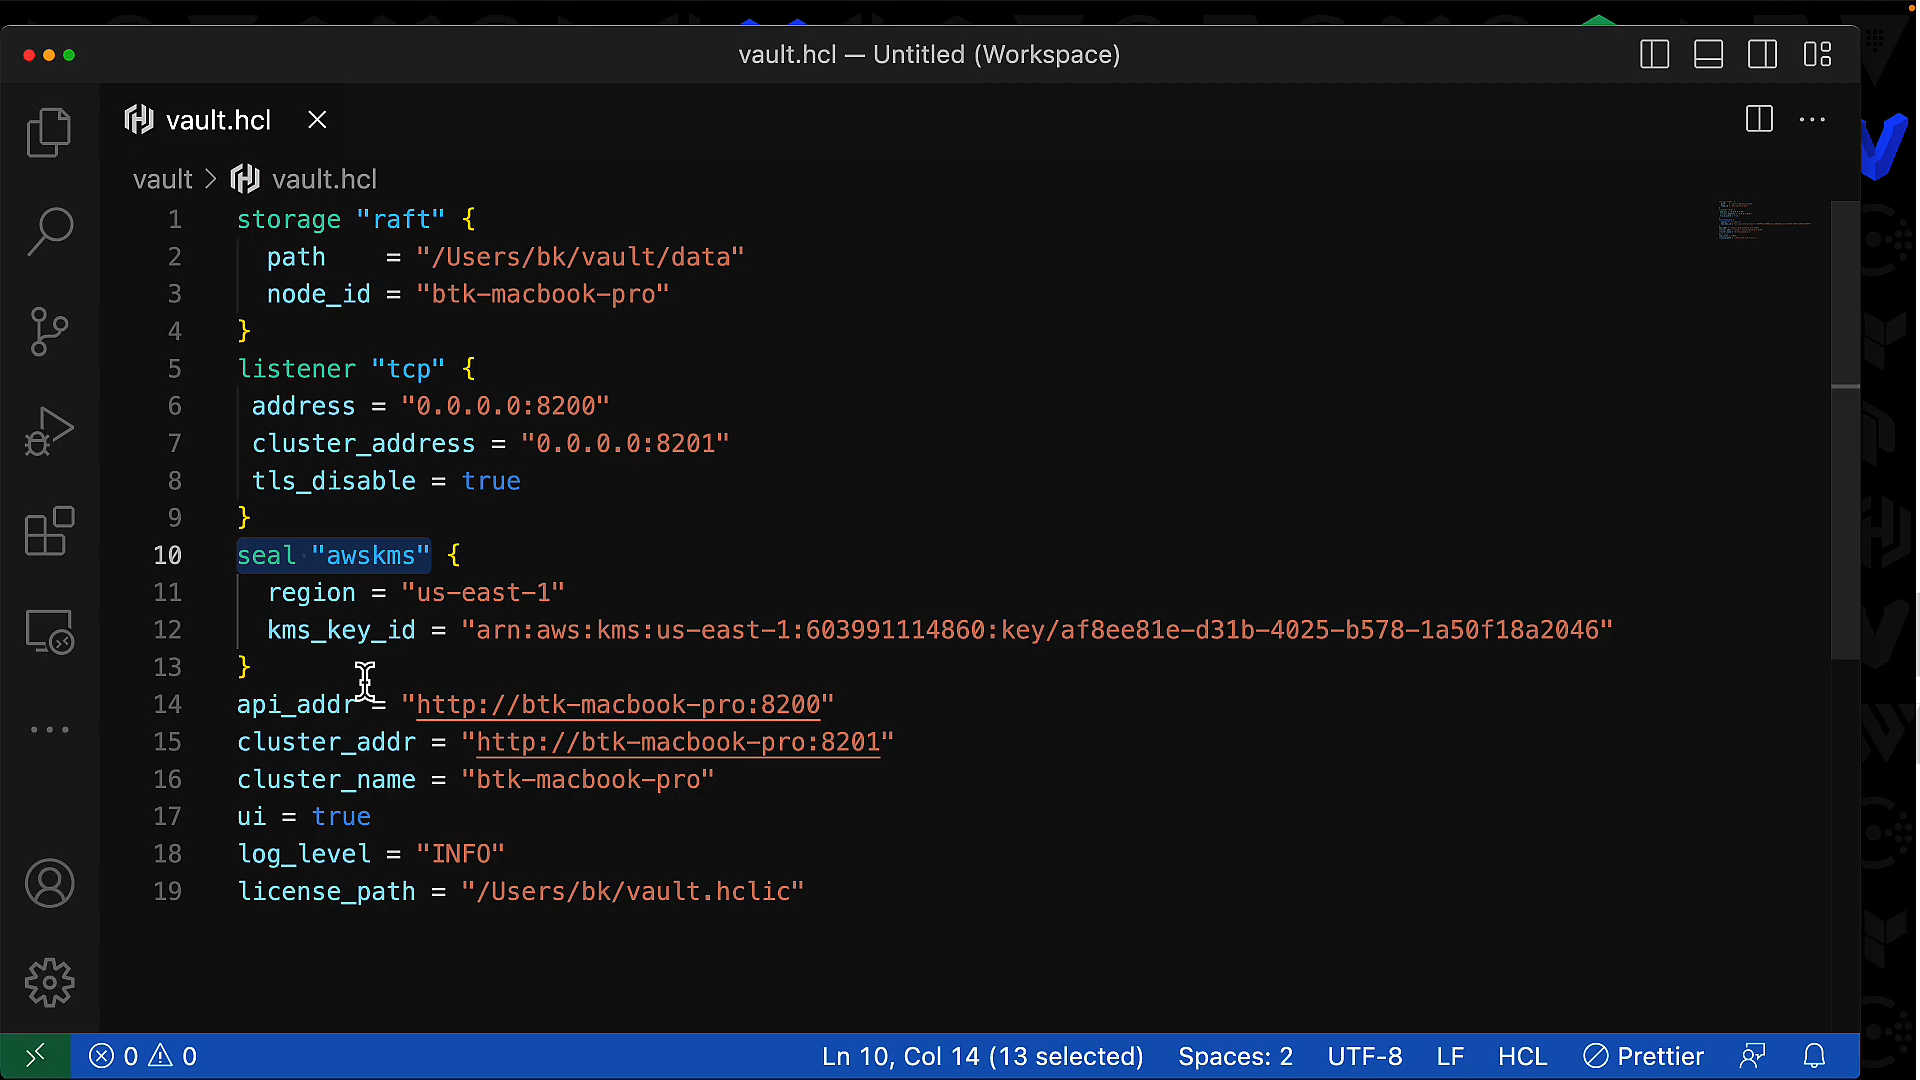 vault.hcl — Untitled (Workspace)
vault.hcl
vault > vault.hcl
1 storage "raft" {
2 path    = "/Users/bk/vault/data"
3 node_id = "btk-macbook-pro"
4 }
5 listener "tcp" {
6 address = "0.0.0.0:8200"
7 cluster_address = "0.0.0.0:8201"
8 tls_disable = true
9 }
10 seal "awskms" {
11 region = "us-east-1"
12 kms_key_id = "arn:aws:kms:us-east-1:603991114860:key/af8ee81e-d31b-4025-b578-1a50f18a2046"
13 }
14 api_addr = "http://btk-macbook-pro:8200"
15 cluster_addr = "http://btk-macbook-pro:8201"
16 cluster_name = "btk-macbook-pro"
17 ui = true
18 log_level = "INFO"
19 license_path = "/Users/bk/vault.hclic"
0 0 Ln 10, Col 14 (13 selected) Spaces: 2 UTF-8 LF HCL Prettier